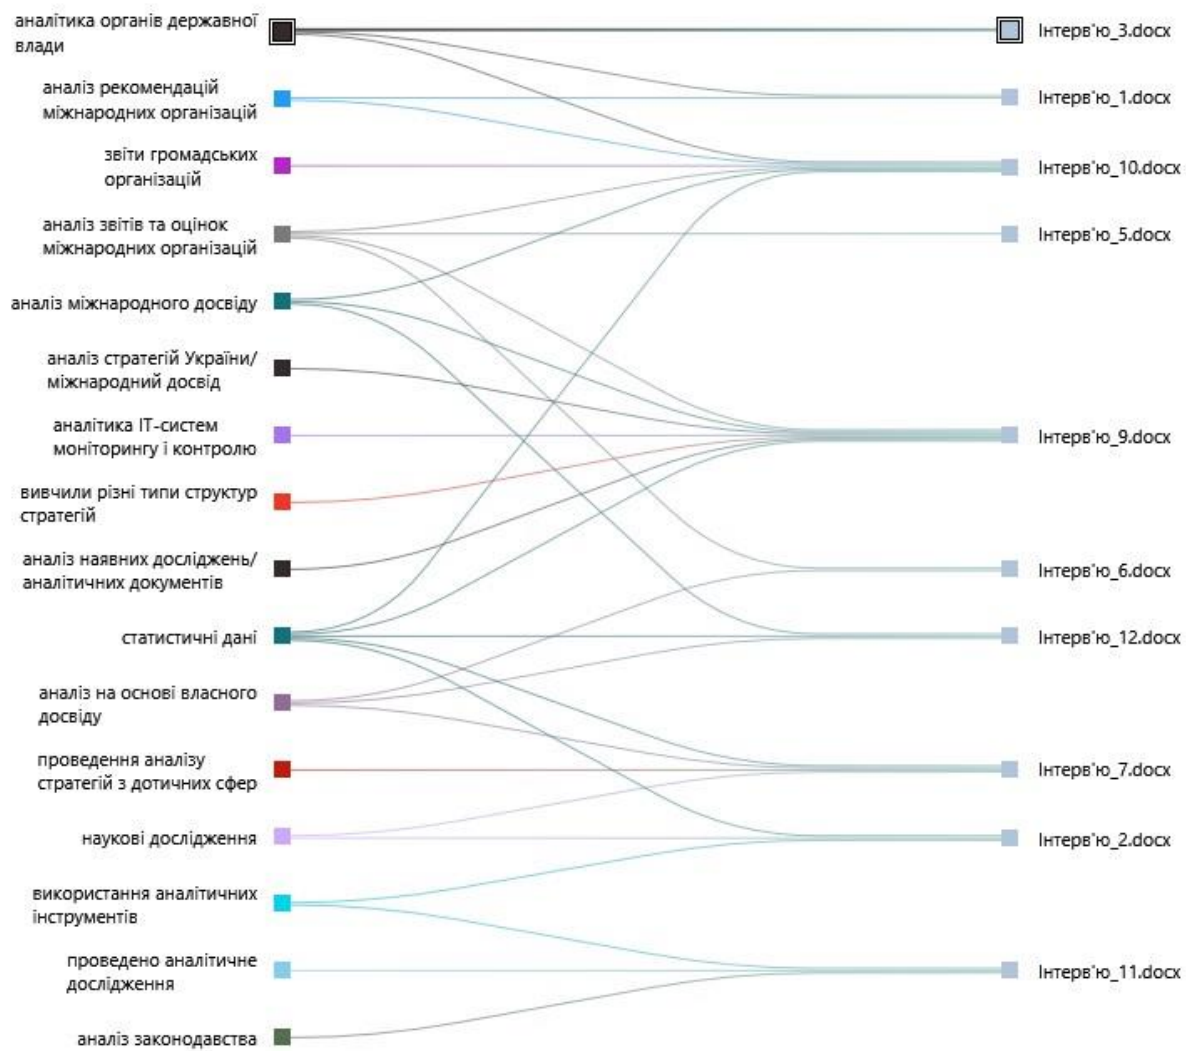 аналітика органів державної
влади
Інтерв'ю_3.docx
аналіз рекомендацій
міжнародних організацій
Інтерв'ю_1.docx
звіти громадських
організацій
Інтерв'ю_10.docx
аналіз звітів та оцінок
міжнародних організацій
Інтерв'ю_5.docx
аналіз міжнародного досвіду
аналіз стратегій України/
міжнародний досвід
аналітика ІТ-систем
моніторингу і контролю
Інтерв'ю_9.docx
вивчили різні типи структур
стратегій
аналіз наявних досліджень/
аналітичних документів
Інтерв'ю_6.docx
статистичні дані
Інтерв'ю_12.docx
аналіз на основі власного
досвіду
проведення аналізу
стратегій з дотичних сфер
Інтерв'ю_7.docx
наукові дослідження
Інтерв'ю_2.docx
використання аналітичних
інструментів
проведено аналітичне
дослідження
Інтерв'ю_11.docx
аналіз законодавства